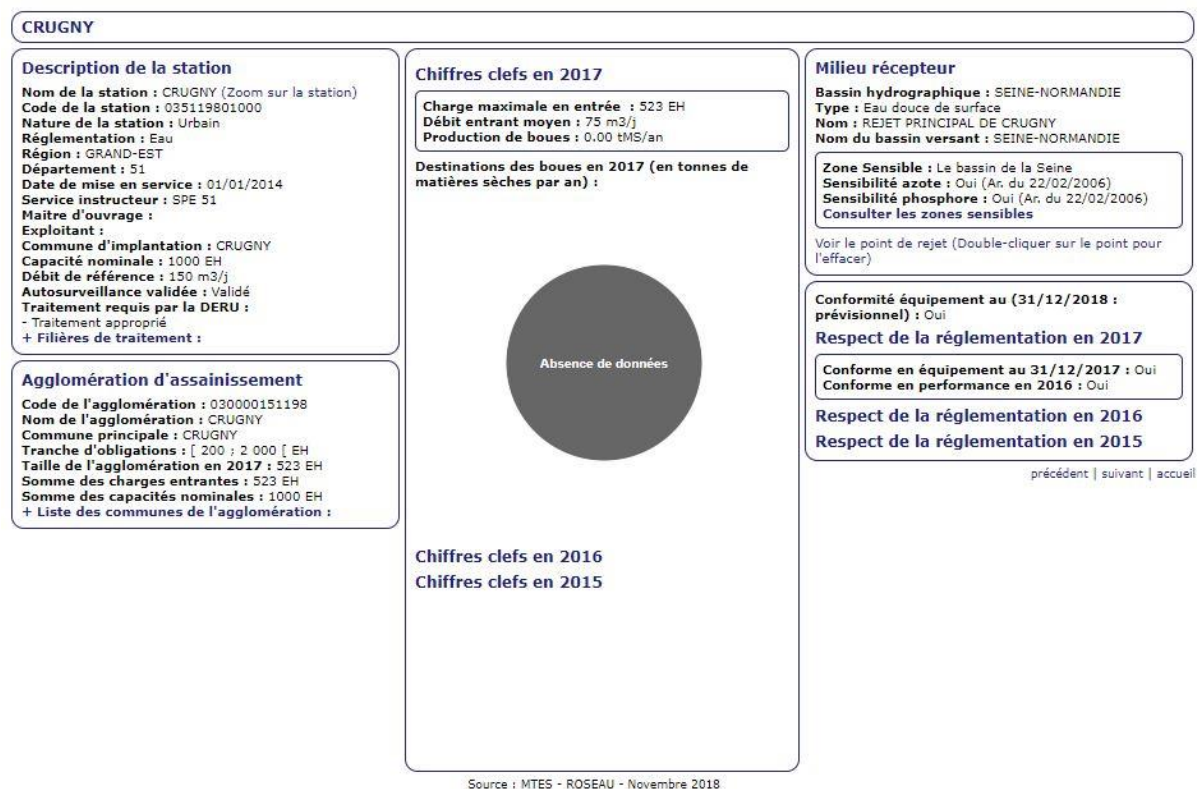 CRUGNY
Description de la station
Nom de la station : CRUGNY (Zoom sur la station)
Code de la station : 035119801000
Nature de la station : Urbain
Réglementation : Eau
Région : GRAND-EST
Département : 51
Date de mise en service : 01/01/2014
Service instructeur : SPE 51
Maitre d'ouvrage :
Exploitant :
Commune d'implantation : CRUGNY
Capacité nominale : 1000 EH
Débit de référence : 150 m3/j
Autosurveillance validée : Validé
Traitement requis par la DERU :
- Traitement approprié
+ Filières de traitement :
Agglomération d'assainissement
Code de l'agglomération : 030000151198
Nom de l'agglomération : CRUGNY
Commune principale : CRUGNY
Tranche d'obligations : [ 200 ; 2 000 [ EH
Taille de l'agglomération en 2017 : 523 EH
Somme des charges entrantes : 523 EH
Somme des capacités nominales : 1000 EH
+ Liste des communes de l'agglomération :
Chiffres clefs en 2017
Charge maximale en entrée : 523 EH
Débit entrant moyen : 75 m3/j
Production de boues : 0.00 tMS/an
Destinations des boues en 2017 (en tonnes de
matières sèches par an) :
Absence de données
Chiffres clefs en 2016
Chiffres clefs en 2015
Milieu récepteur
Bassin hydrographique : SEINE-NORMANDIE
Type : Eau douce de surface
Nom : REJET PRINCIPAL DE CRUGNY
Nom du bassin versant : SEINE-NORMANDIE
Zone Sensible : Le bassin de la Seine
Sensibilité azote : Oui (Ar. du 22/02/2006)
Sensibilité phosphore : Oui (Ar. du 22/02/2006)
Consulter les zones sensibles
Voir le point de rejet (Double-cliquer sur le point pour
l'effacer)
Conformité équipement au (31/12/2018 :
prévisionnel) : Oui
Respect de la réglementation en 2017
Conforme en équipement au 31/12/2017 : Oui
Conforme en performance en 2016 : Oui
Respect de la réglementation en 2016
Respect de la réglementation en 2015
précédent | suivant | accueil
Source : MTES - ROSEAU - Novembre 2018